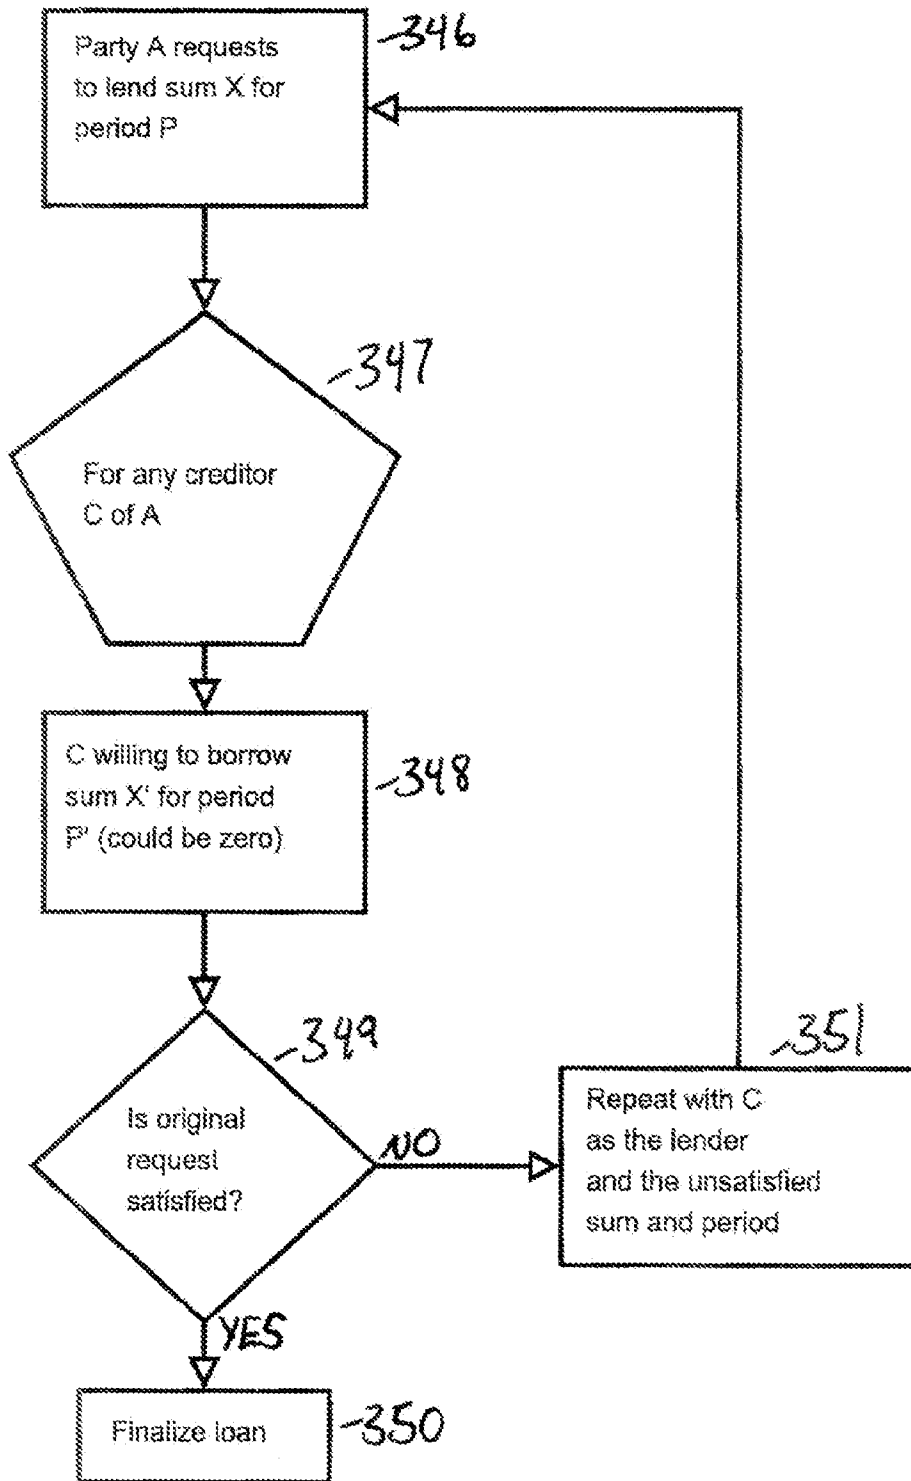 Party A requests
to lend sum X for
period P
-346
For any creditor
C of A
-347
C willing to borrow
sum X' for period
P' (could be zero)
-348
Is original
request
satisfied?
-349
NO
Repeat with C
as the lender
and the unsatisfied
sum and period
-351
YES
Finalize loan
-350